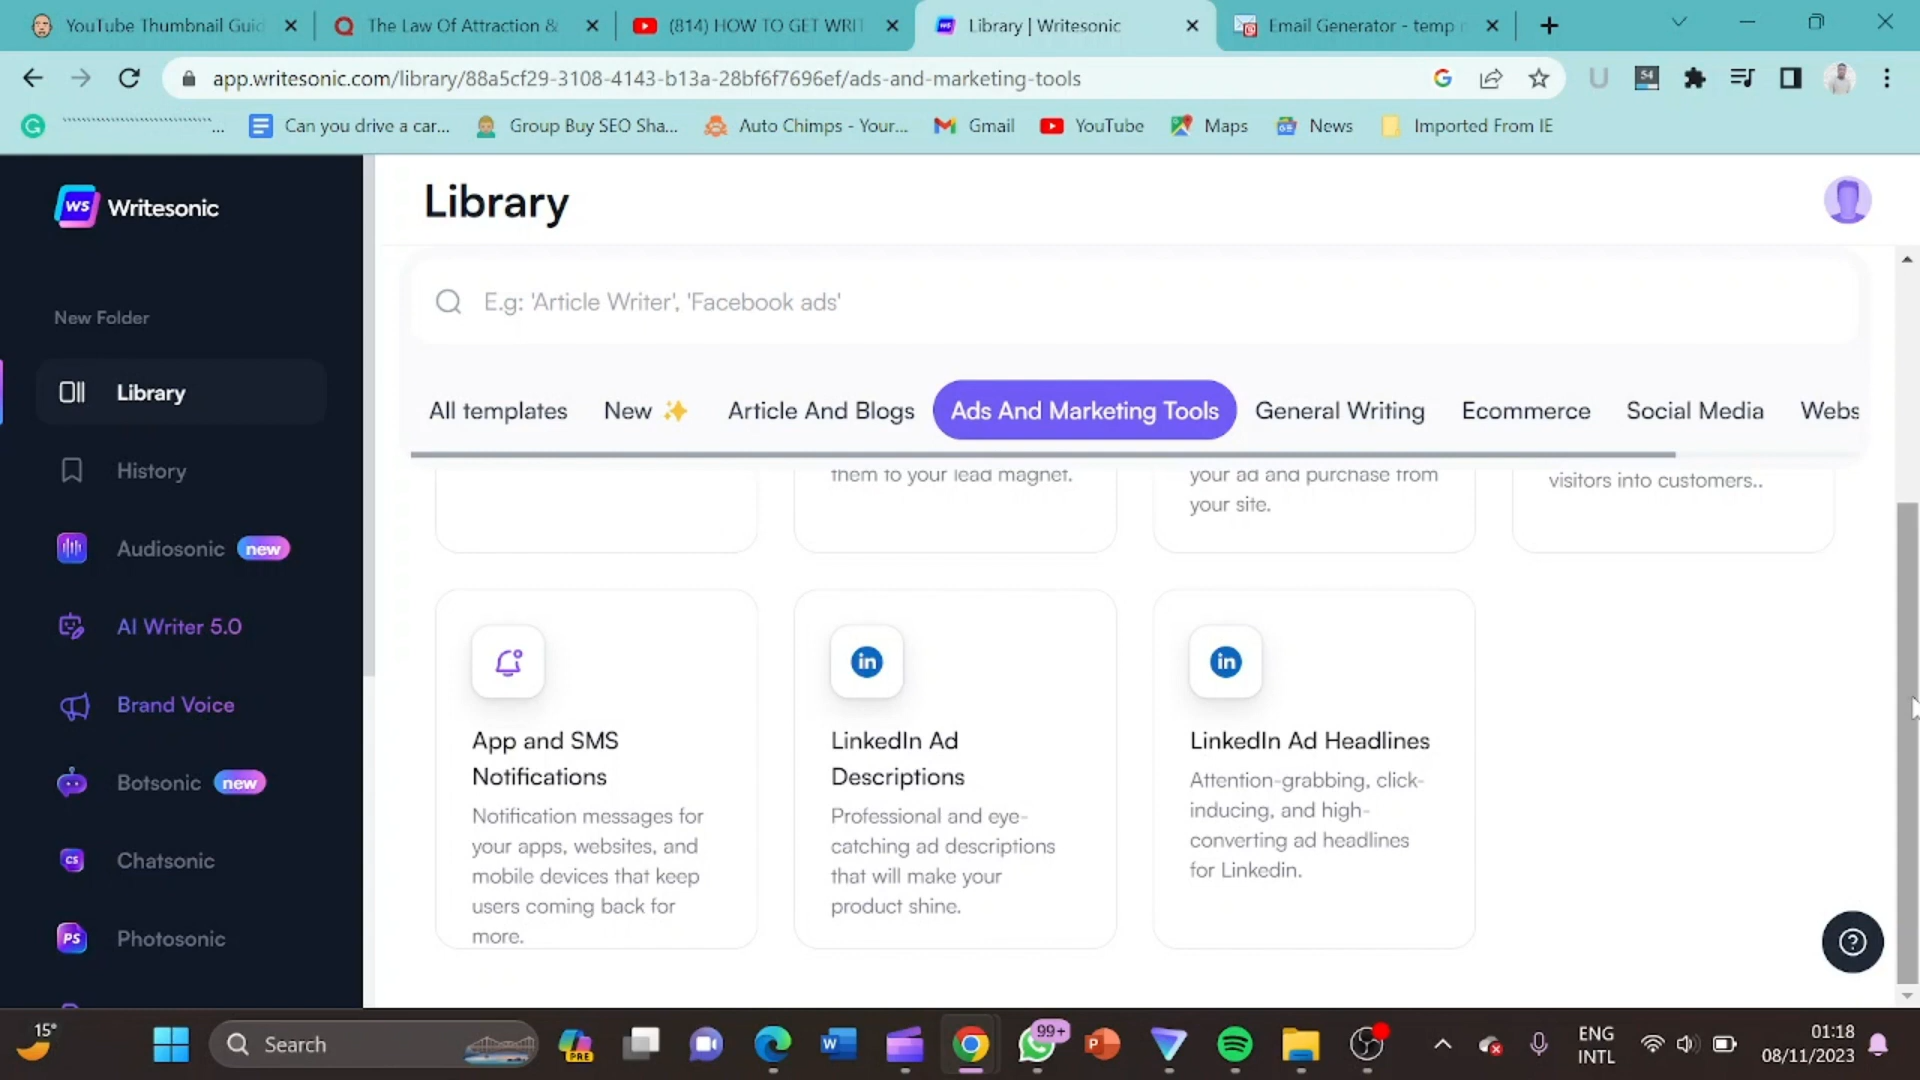 YouTube Thumbnail Guid
The Law Of Attraction &
(814) HOW TO GET WRIT
Library | Writesonic
Email Generator - temp
app.writesonic.com/library/88a5cf29-3108-4143-b13a-28bf6f7696ef/ads-and-marketing-tools
54
...
Can you drive a car...
Group Buy SEO Sha...
Auto Chimps - Your...
Gmail
YouTube
Maps
News
Imported From IE
WS Writesonic
Library
New Folder
E.g: 'Article Writer', 'Facebook ads'
Library
All templates
New
Article And Blogs
Ads And Marketing Tools
General Writing
Ecommerce
Social Media
Webs
History
them to your lead magnet.
your ad and purchase from
your site.
visitors into customers..
Audiosonic new
AI Writer 5.0
Brand Voice
Botsonic new
CS Chatsonic
PS Photosonic
App and SMS
Notifications
Notification messages for
your apps, websites, and
mobile devices that keep
users coming back for
more.
in
LinkedIn Ad
Descriptions
Professional and eye-
catching ad descriptions
that will make your
product shine.
in
LinkedIn Ad Headlines
Attention-grabbing, click-
inducing, and high-
converting ad headlines
for Linkedin.
15°
Search
PRE
W
99+
P
ENG
INTL
01:18
08/11/2023